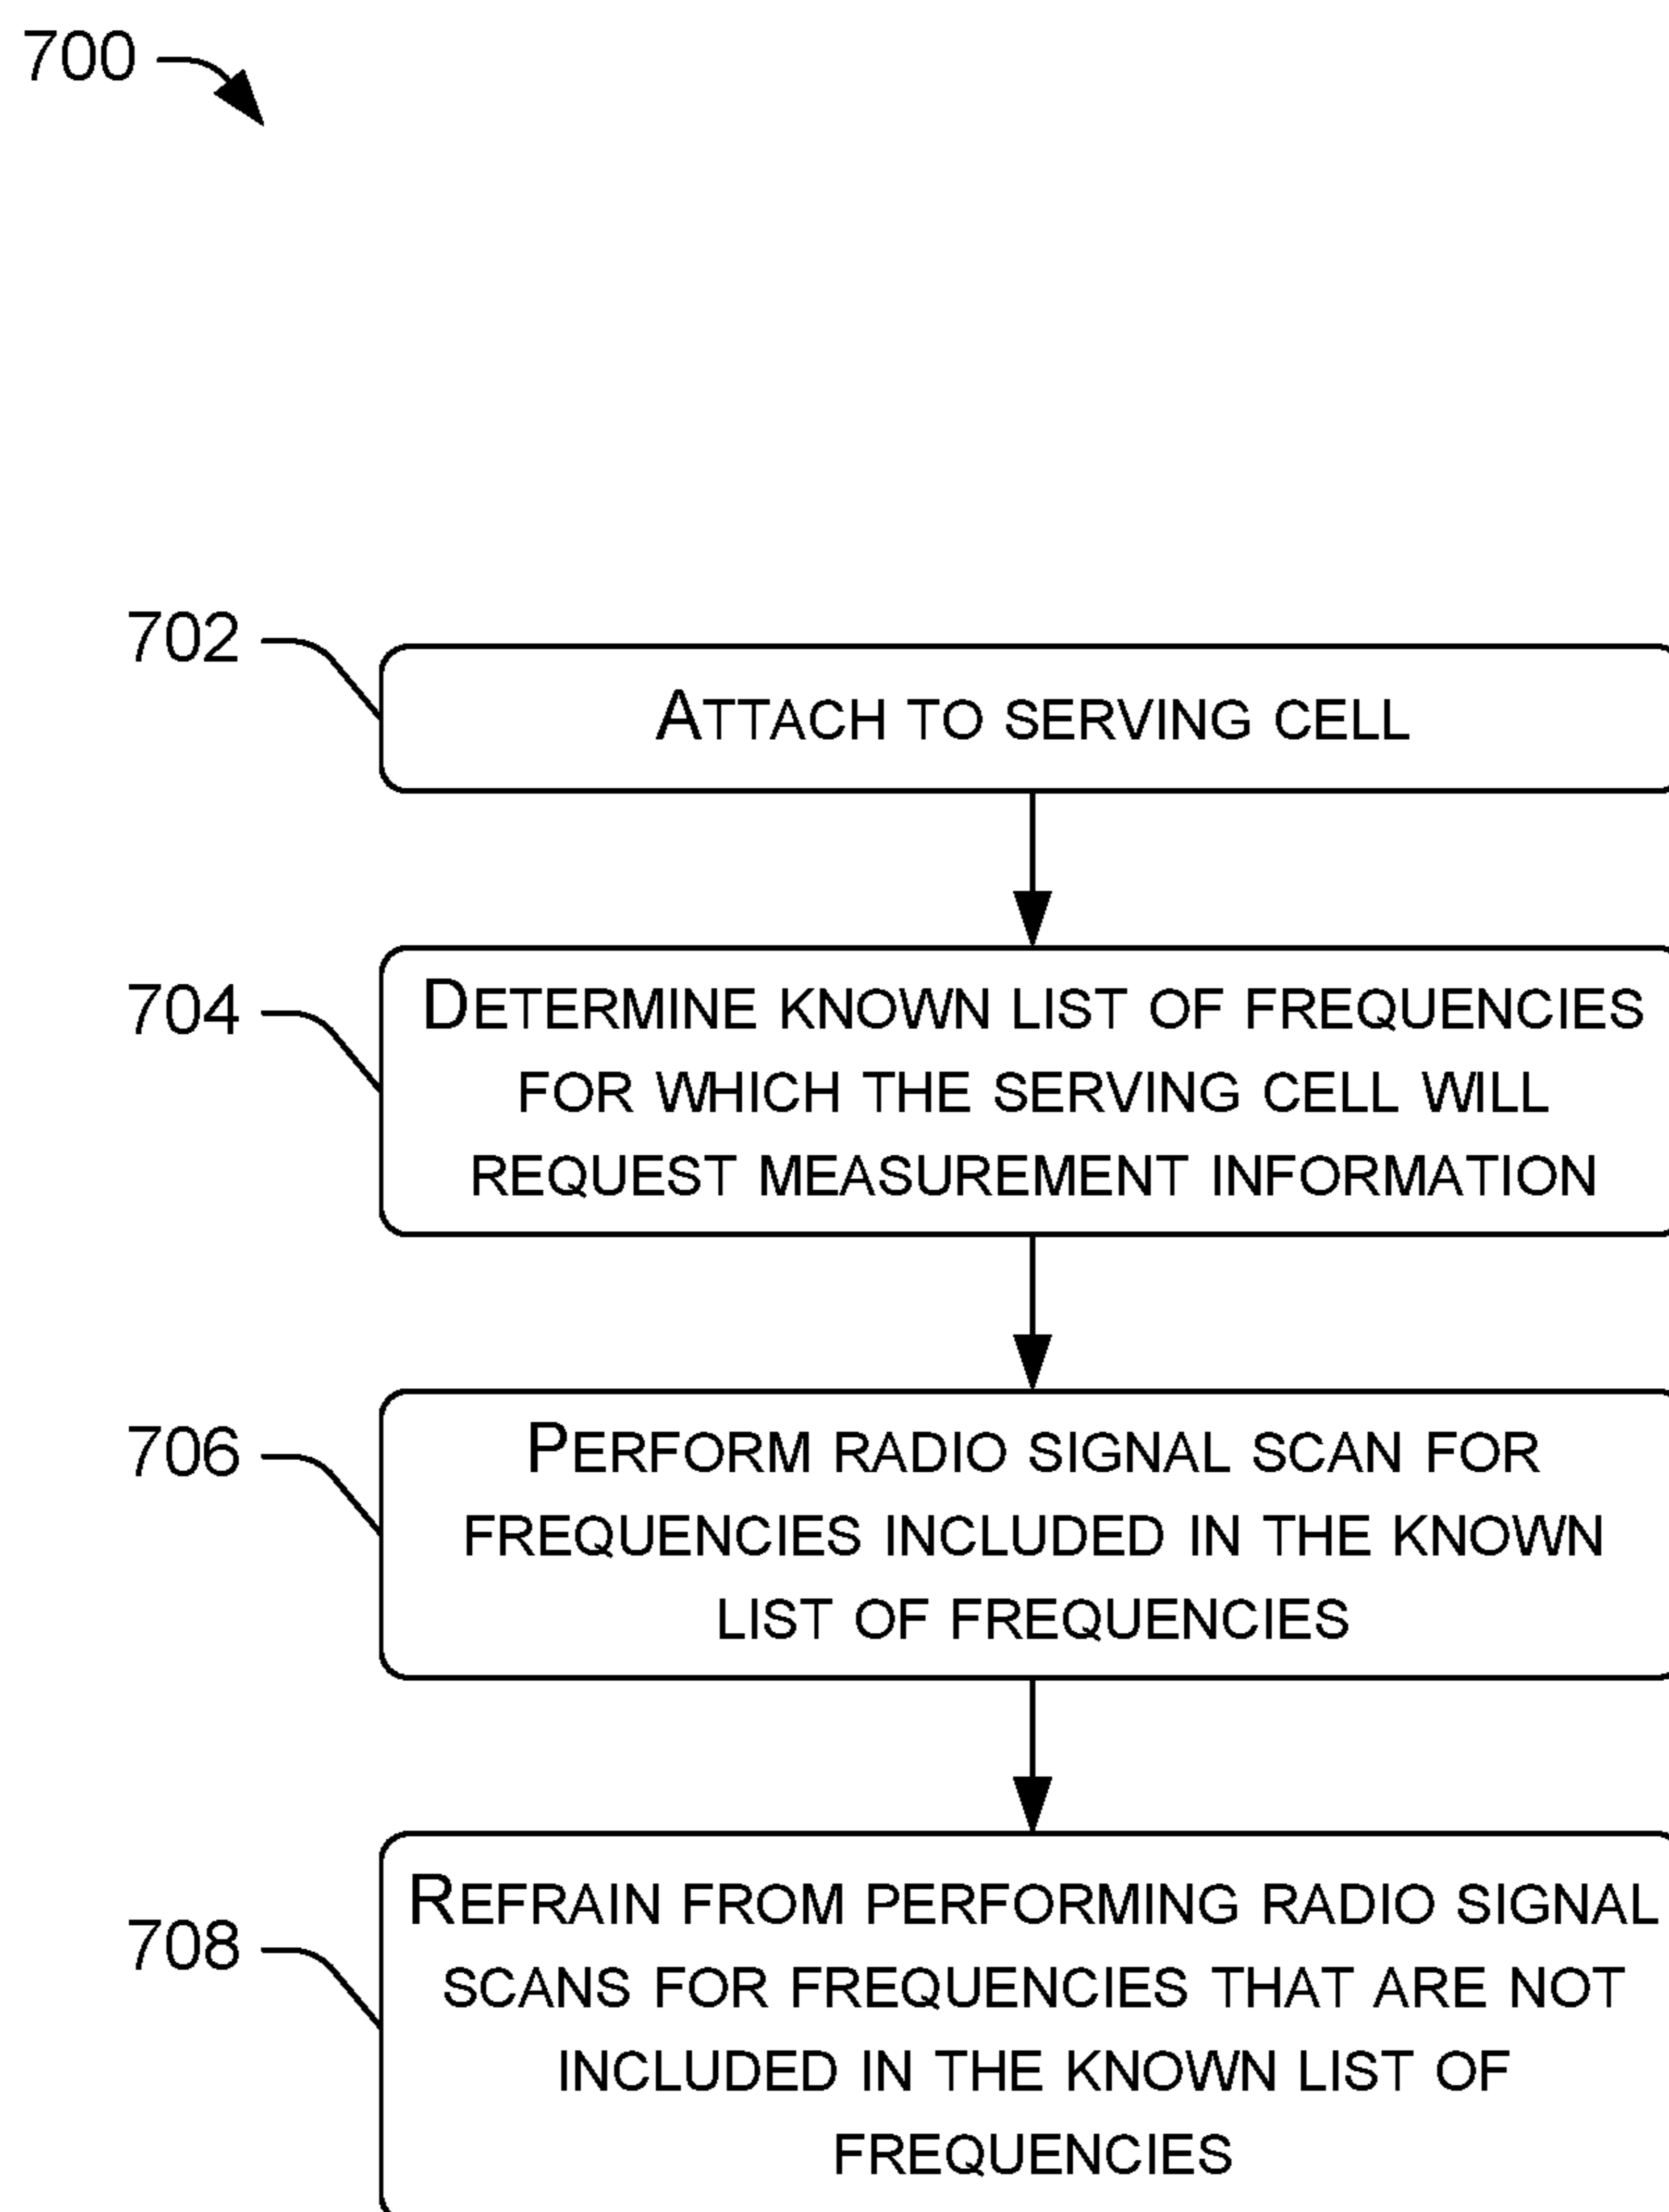 700
702
ATTACH TO SERVING CELL
704
DETERMINE KNOWN LIST OF FREQUENCIES
FOR WHICH THE SERVING CELL WILL
REQUEST MEASUREMENT INFORMATION
706
PERFORM RADIO SIGNAL SCAN FOR
FREQUENCIES INCLUDED IN THE KNOWN
LIST OF FREQUENCIES
708
REFRAIN FROM PERFORMING RADIO SIGNAL
SCANS FOR FREQUENCIES THAT ARE NOT
INCLUDED IN THE KNOWN LIST OF
FREQUENCIES